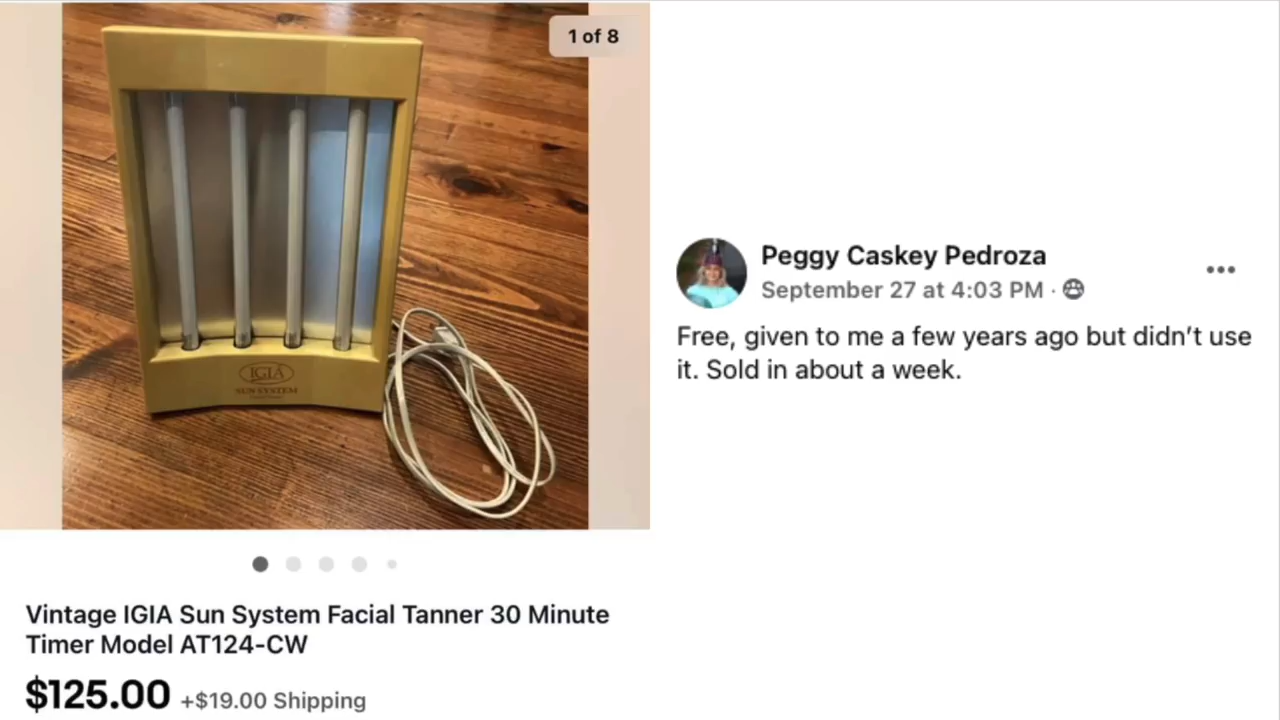 1 of 8
IGIA
SUN SYSTEM
Vintage IGIA Sun System Facial Tanner 30 Minute
Timer Model AT124-CW
$125.00 +$19.00 Shipping
Peggy Caskey Pedroza
September 27 at 4:03 PM ·
Free, given to me a few years ago but didn’t use
it. Sold in about a week.